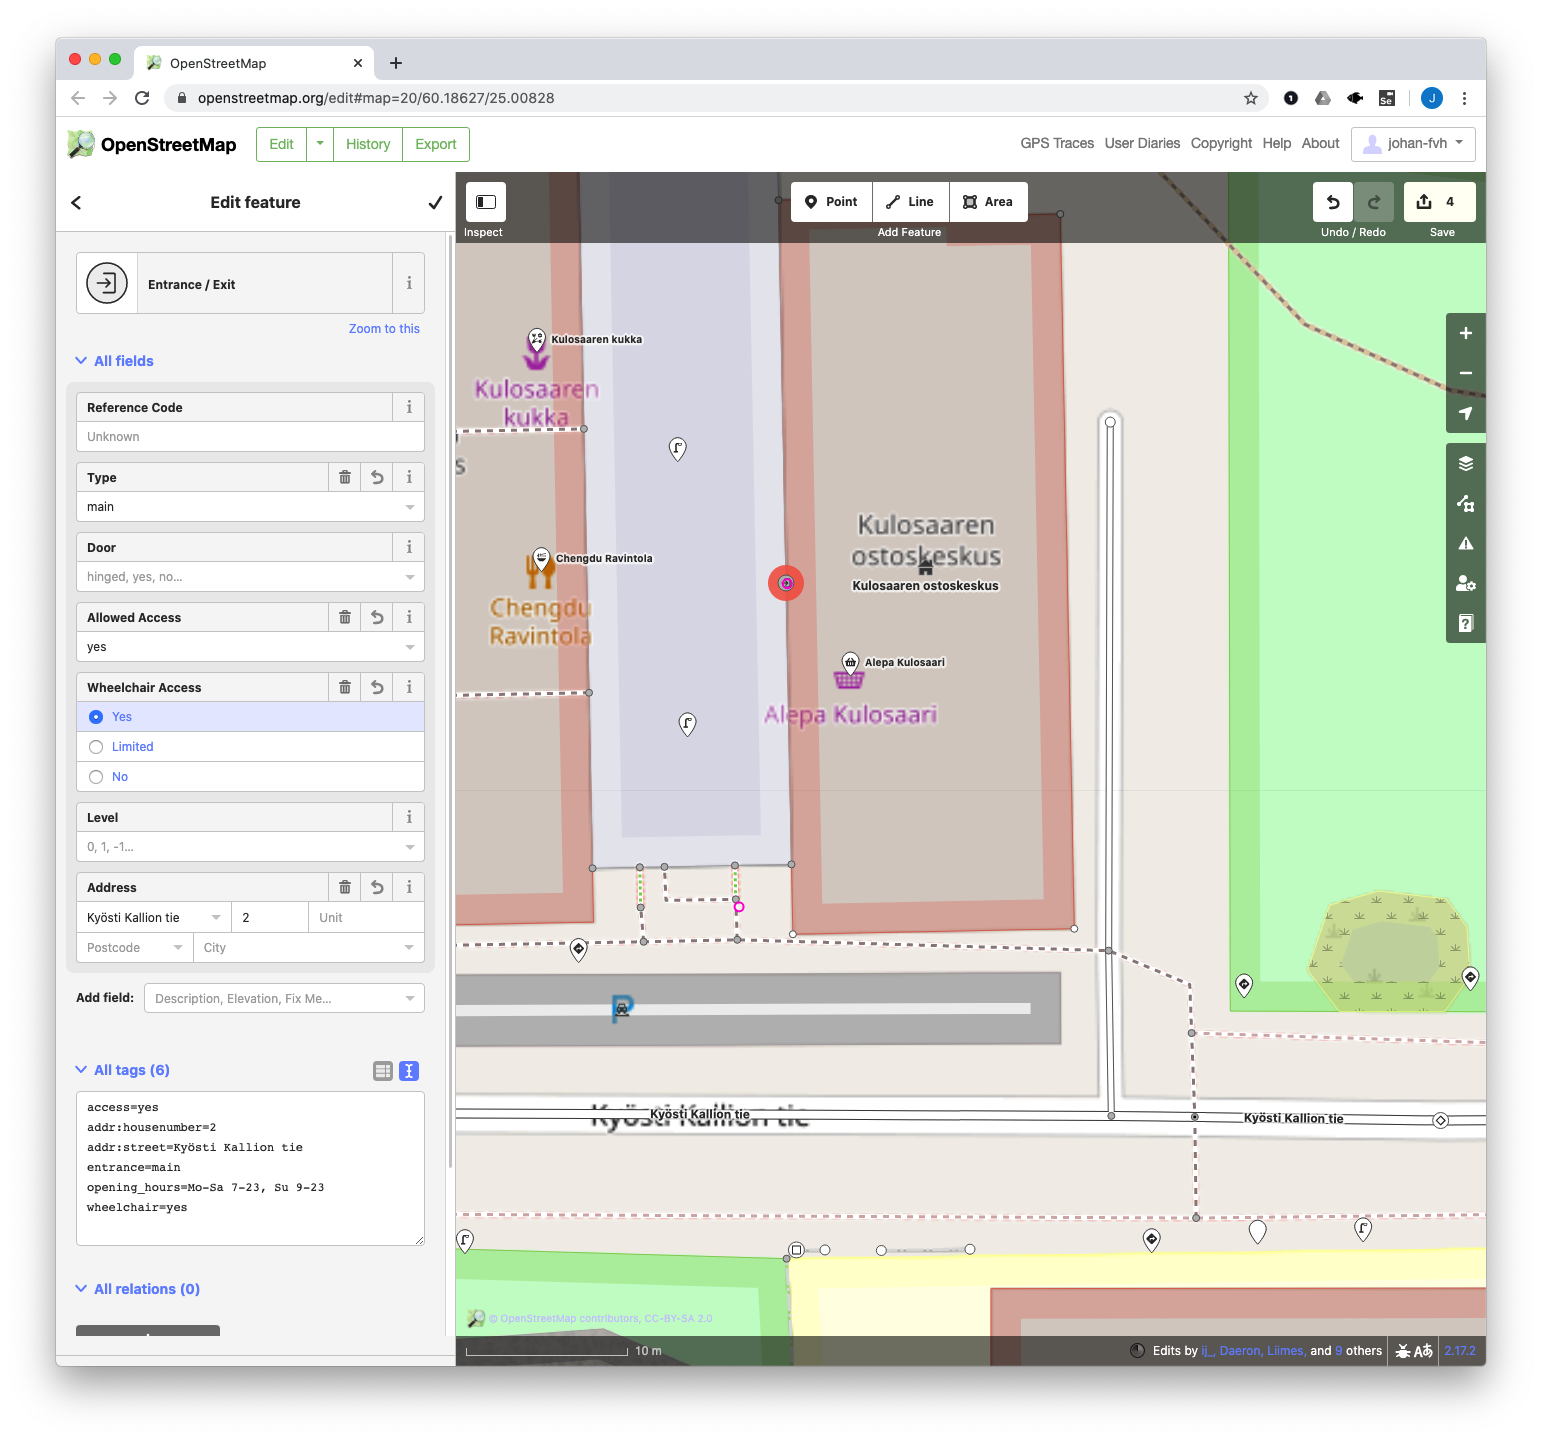 OpenStreetMap
openstreetmap.org/edit#map=20/60.18627/25.00828
Se
J
OpenStreetMap
Edit
History
Export
GPS Traces
User Diaries
Copyright
Help
About
johan-fvh
Edit feature
Inspect
Point
Line
Area
Add Feature
Undo / Redo
4
Save
Entrance / Exit
i
Zoom to this
All fields
Reference Code
i
Unknown
Type
i
main
Door
i
hinged, yes, no...
Allowed Access
i
yes
Wheelchair Access
i
Yes
Limited
No
Level
i
0, 1, -1...
Address
i
Kyösti Kallion tie
2
Unit
Postcode
City
Add field:
Description, Elevation, Fix Me...
All tags (6)
access=yes
addr:housenumber=2
addr:street=Kyösti Kallion tie
entrance=main
opening_hours=Mo-Sa 7-23, Su 9-23
wheelchair=yes
All relations (0)
Kulosaaren kukka
Kulosaaren
kukka
s
Chengdu Ravintola
Chengdu
Ravintola
Kulosaaren
ostoskeskus
Kulosaaren ostoskeskus
Alepa Kulosaari
Alepa Kulosaari
P
Kyösti Kallion tie
Kyösti Kallion tie
Kyösti Kallion tie
© OpenStreetMap contributors, CC-BY-SA 2.0
10 m
Edits by ij_, Daeron, Liimes, and 9 others
2.17.2